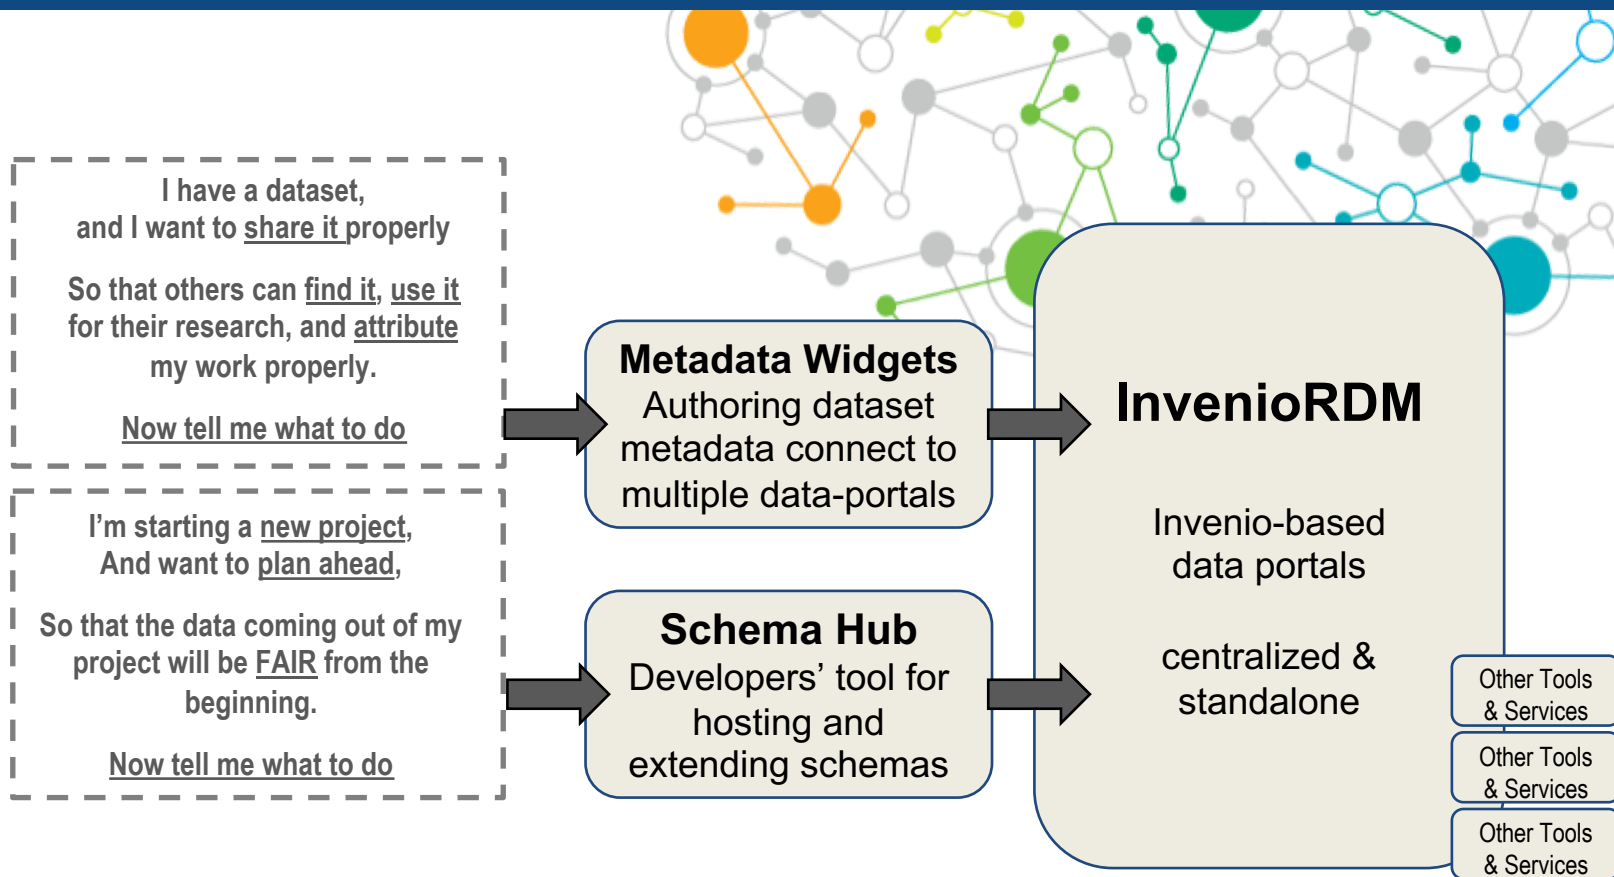 I have a dataset,
and I want to share it properly
So that others can find it, use it
for their research, and attribute
my work properly.
Now tell me what to do
I’m starting a new project,
And want to plan ahead,
So that the data coming out of my
project will be FAIR from the
beginning.
Now tell me what to do
Metadata Widgets
Authoring dataset
metadata connect to
multiple data-portals
Schema Hub
Developers’ tool for
hosting and
extending schemas
InvenioRDM
Invenio-based
data portals
centralized &
standalone
Other Tools
& Services
Other Tools
& Services
Other Tools
& Services